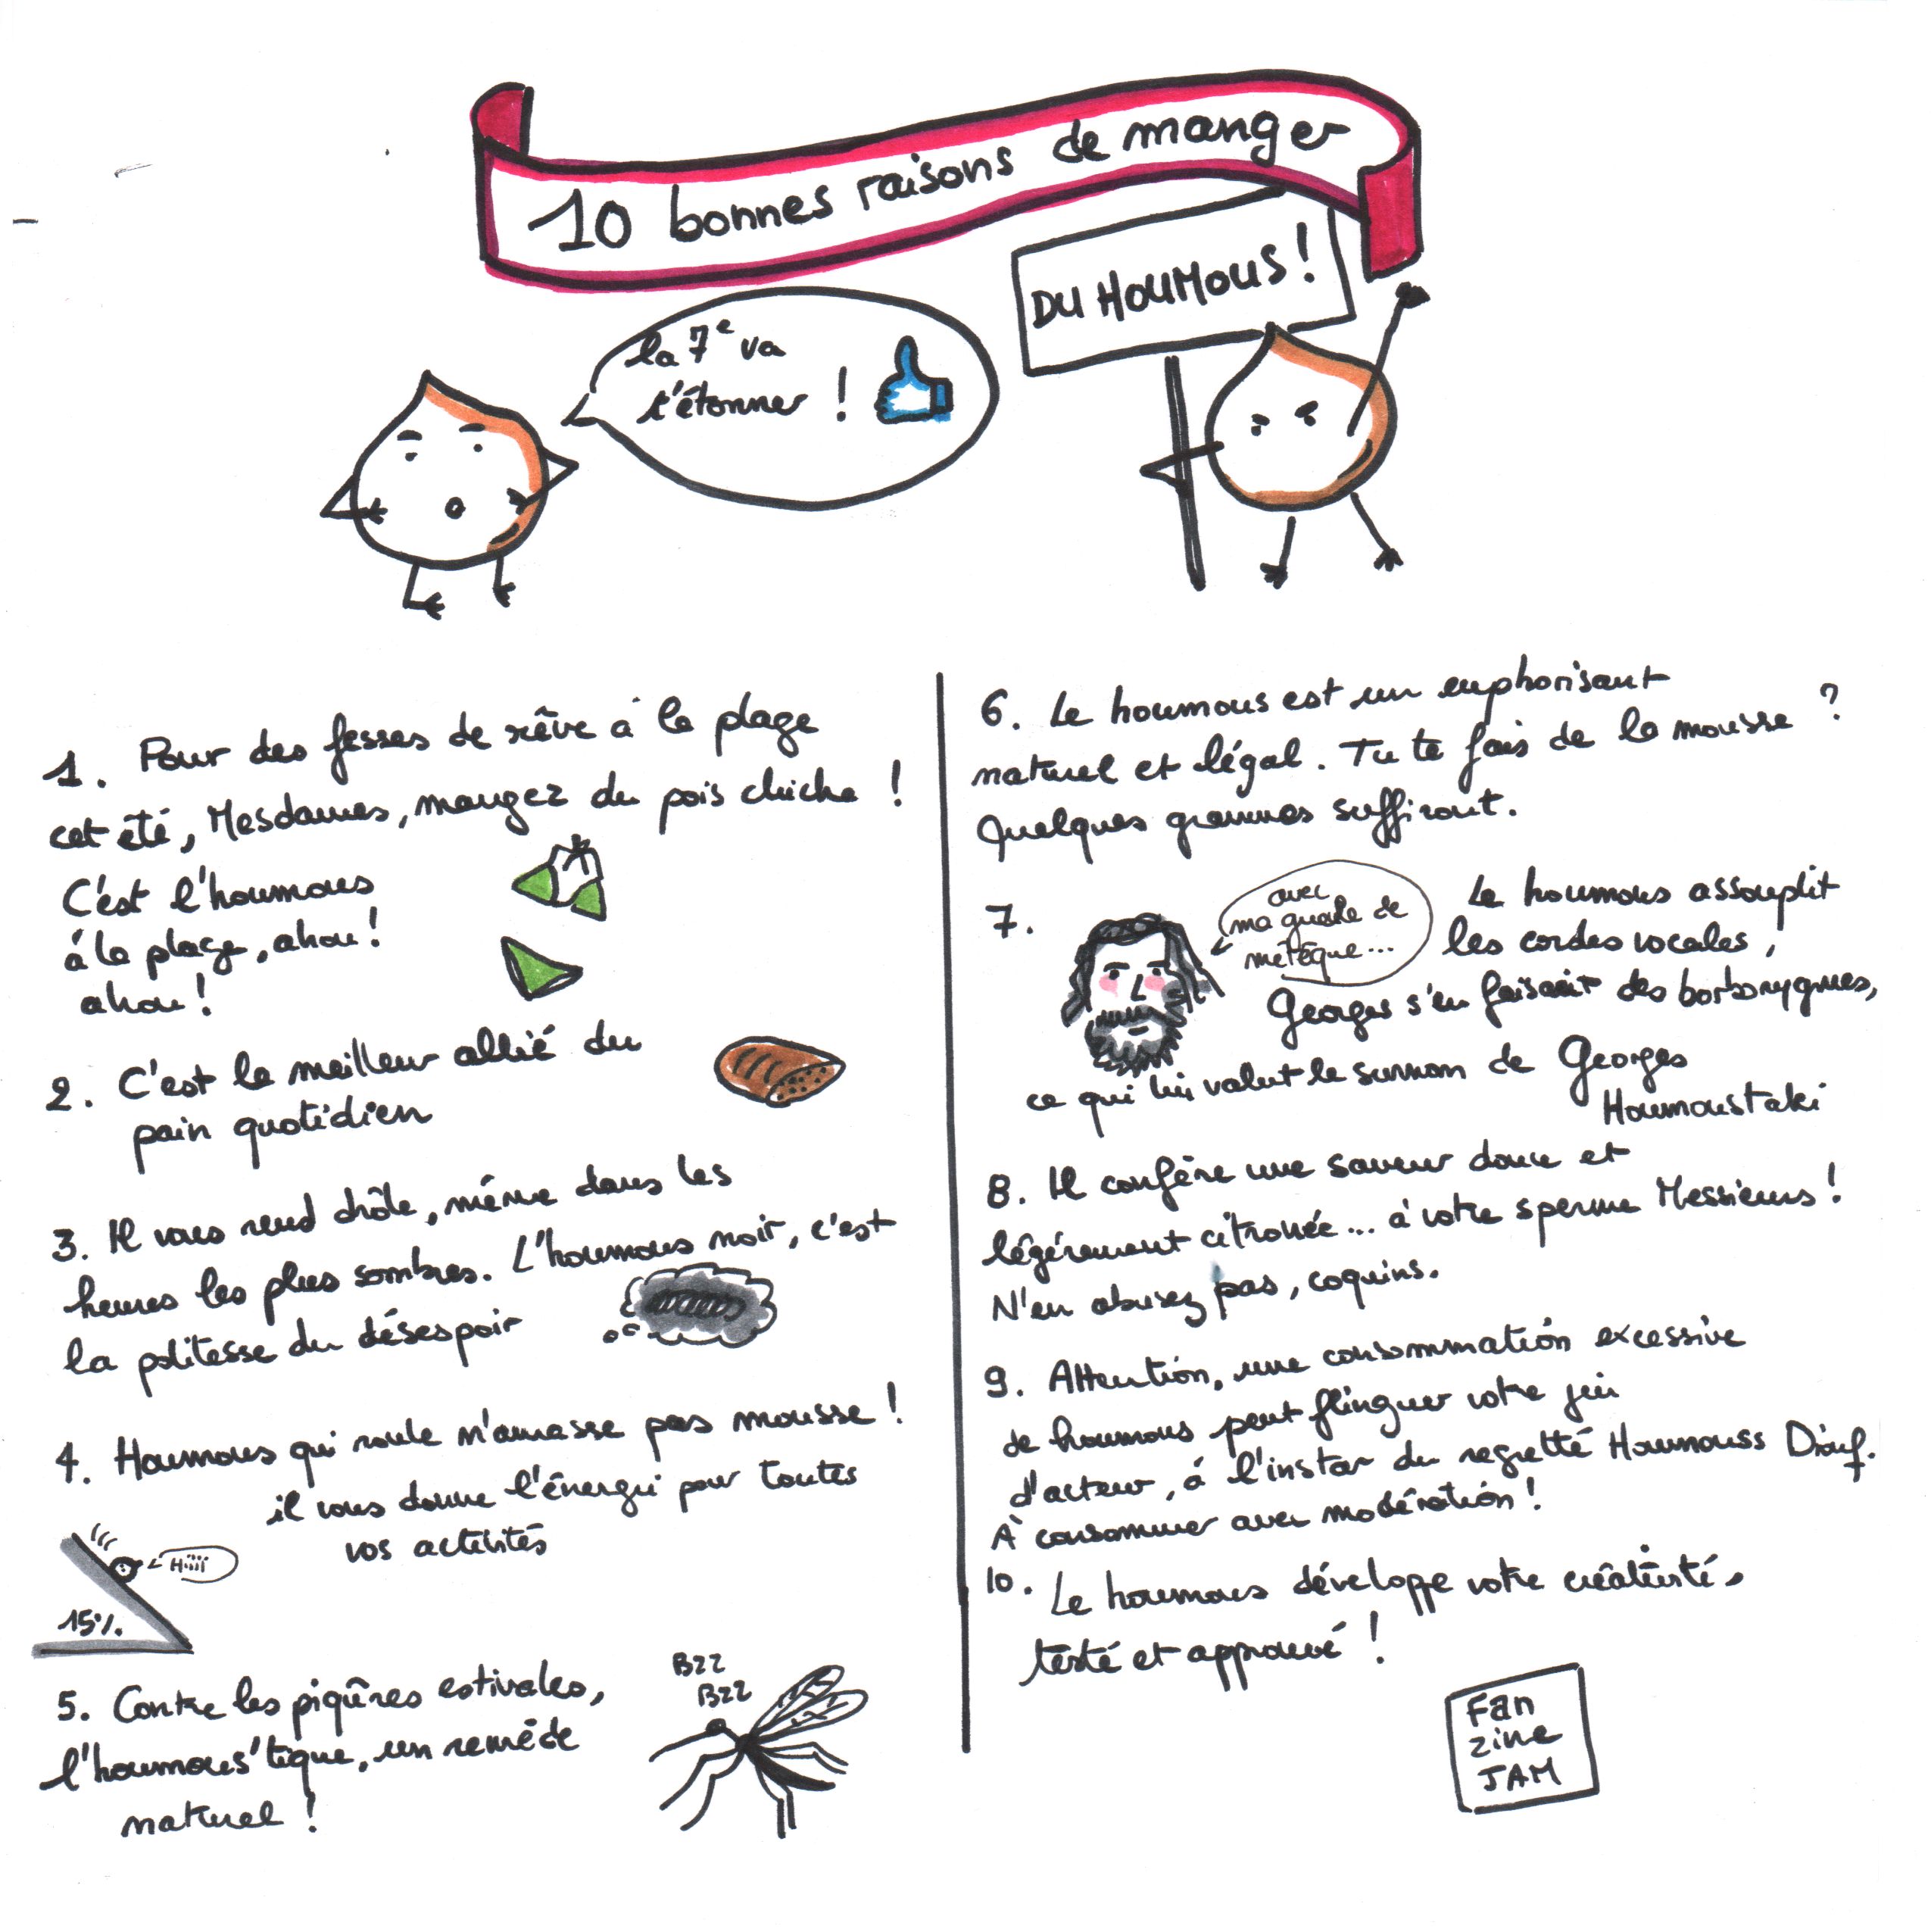 10 bonnes raisons de manger
DU HOUMOUS !
la 7e va
t'étonner !
1. Pour des fesses de rêve à la plage
cet été, Mesdames, mangez du pois chiche !
C'est l'houmous
à la plage, ahou !
ahou !
2. C'est le meilleur allié du
pain quotidien
3. Il vous rend drôle, même dans les
heures les plus sombres. L'houmous noir, c'est
la politesse du désespoir
4. Houmous qui roule n'amasse pas mousse !
il vous donne l'énergie pour toutes
vos activités
Hiiii
15%
5. Contre les piqûres estivales,
l'houmous'tique, un remède
naturel !
Bzz
Bzz
6. Le houmous est un euphorisant
naturel et légal. Tu te fais de la mousse ?
Quelques grammes suffiront.
7. Le houmous assouplit
les cordes vocales,
avec
ma gueule de
métèque...
Georges s'en faisait des borborygmes,
ce qui lui valut le surnom de Georges
Houmoustaki
8. Il confère une saveur douce et
légèrement citronée... à votre sperme Messieurs !
N'en abusez pas, coquins.
9. Attention, une consommation excessive
de houmous peut flinguer votre jeu
d'acteur, à l'instar du regretté Houmouss Diouf.
À consommer avec modération !
10. Le houmous développe votre créativité,
testé et approuvé !
Fan
zine
JAM